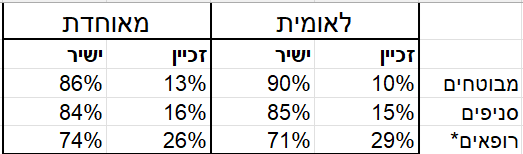 לאומית מאוחדת
זכיין ישיר זכיין ישיר
מבוטחים 10% 90% 13% 86%
סניפים 15% 85% 16% 84%
רופאים* 29% 71% 26% 74%